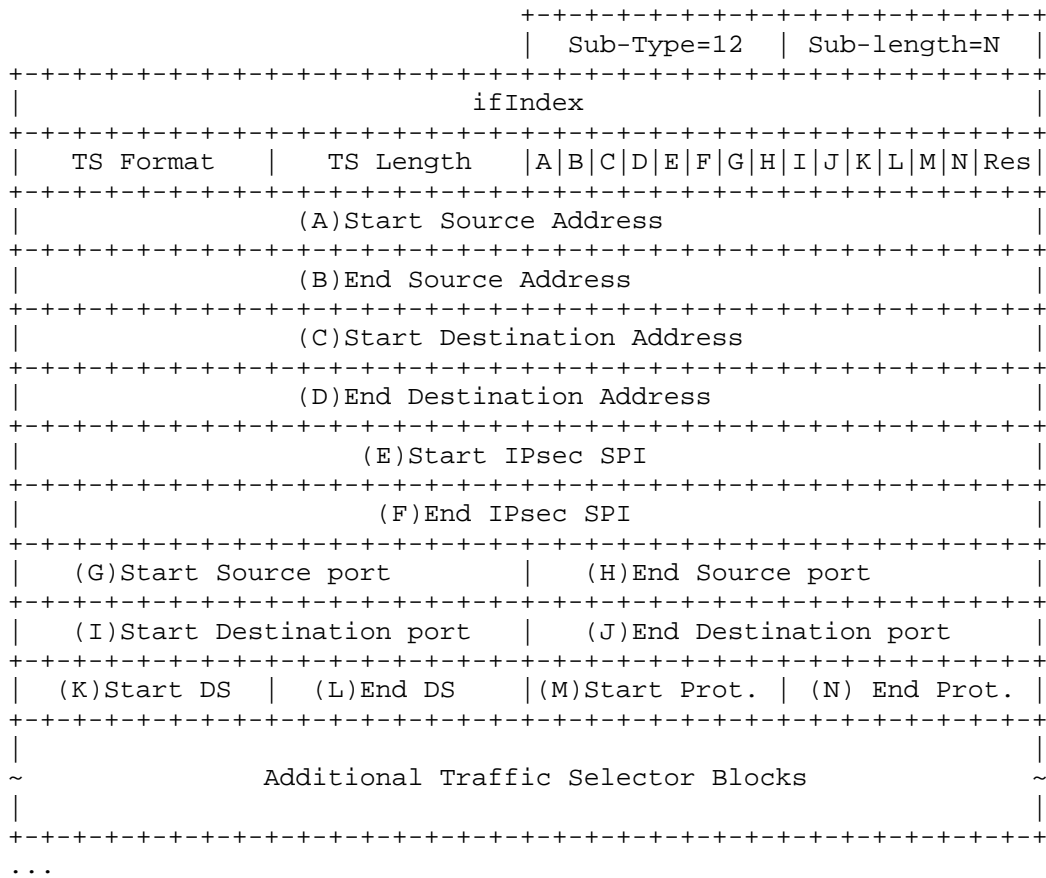 +-+-+-+-+-+-+-+-+-+-+-+-+-+-+-+-+
                                |  Sub-Type=12  | Sub-length=N  |
+-+-+-+-+-+-+-+-+-+-+-+-+-+-+-+-+-+-+-+-+-+-+-+-+-+-+-+-+-+-+-+-+
|                            ifIndex                            |
+-+-+-+-+-+-+-+-+-+-+-+-+-+-+-+-+-+-+-+-+-+-+-+-+-+-+-+-+-+-+-+-+
|   TS Format   |   TS Length   |A|B|C|D|E|F|G|H|I|J|K|L|M|N|Res|
+-+-+-+-+-+-+-+-+-+-+-+-+-+-+-+-+-+-+-+-+-+-+-+-+-+-+-+-+-+-+-+-+
|                 (A)Start Source Address                       |
+-+-+-+-+-+-+-+-+-+-+-+-+-+-+-+-+-+-+-+-+-+-+-+-+-+-+-+-+-+-+-+-+
|                 (B)End Source Address                         |
+-+-+-+-+-+-+-+-+-+-+-+-+-+-+-+-+-+-+-+-+-+-+-+-+-+-+-+-+-+-+-+-+
|                 (C)Start Destination Address                  |
+-+-+-+-+-+-+-+-+-+-+-+-+-+-+-+-+-+-+-+-+-+-+-+-+-+-+-+-+-+-+-+-+
|                 (D)End Destination Address                    |
+-+-+-+-+-+-+-+-+-+-+-+-+-+-+-+-+-+-+-+-+-+-+-+-+-+-+-+-+-+-+-+-+
|                     (E)Start IPsec SPI                        |
+-+-+-+-+-+-+-+-+-+-+-+-+-+-+-+-+-+-+-+-+-+-+-+-+-+-+-+-+-+-+-+-+
|                      (F)End IPsec SPI                         |
+-+-+-+-+-+-+-+-+-+-+-+-+-+-+-+-+-+-+-+-+-+-+-+-+-+-+-+-+-+-+-+-+
|   (G)Start Source port        |   (H)End Source port          |
+-+-+-+-+-+-+-+-+-+-+-+-+-+-+-+-+-+-+-+-+-+-+-+-+-+-+-+-+-+-+-+-+
|   (I)Start Destination port   |   (J)End Destination port     |
+-+-+-+-+-+-+-+-+-+-+-+-+-+-+-+-+-+-+-+-+-+-+-+-+-+-+-+-+-+-+-+-+
|  (K)Start DS  |  (L)End DS    |(M)Start Prot. | (N) End Prot. |
+-+-+-+-+-+-+-+-+-+-+-+-+-+-+-+-+-+-+-+-+-+-+-+-+-+-+-+-+-+-+-+-+
|                                                               |
~               Additional Traffic Selector Blocks              ~
|                                                               |
+-+-+-+-+-+-+-+-+-+-+-+-+-+-+-+-+-+-+-+-+-+-+-+-+-+-+-+-+-+-+-+-+
...